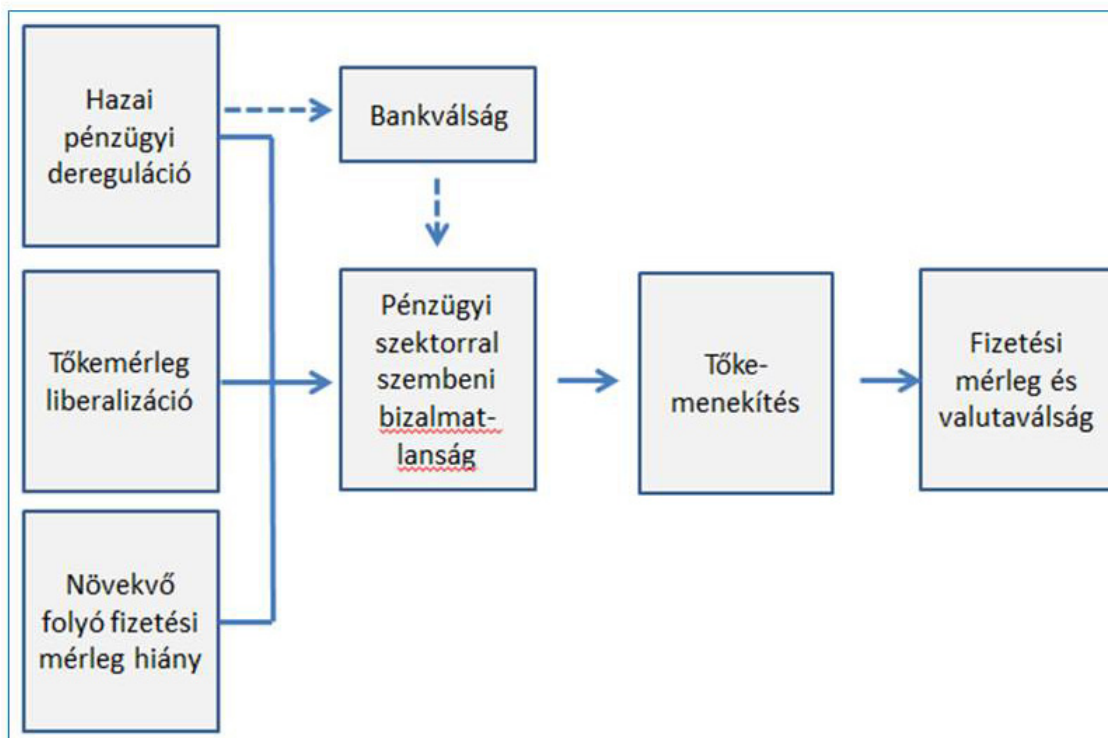 Hazai
pénzügyi
dereguláció
Bankválság
Tőkemérleg
liberalizáció
Pénzügyi
szektorral
szembeni
bizalmat-
lanság
Tőke-
menekítés
Fizetési
mérleg és
valutaválság
Növekvő
folyó fizetési
mérleg hiány